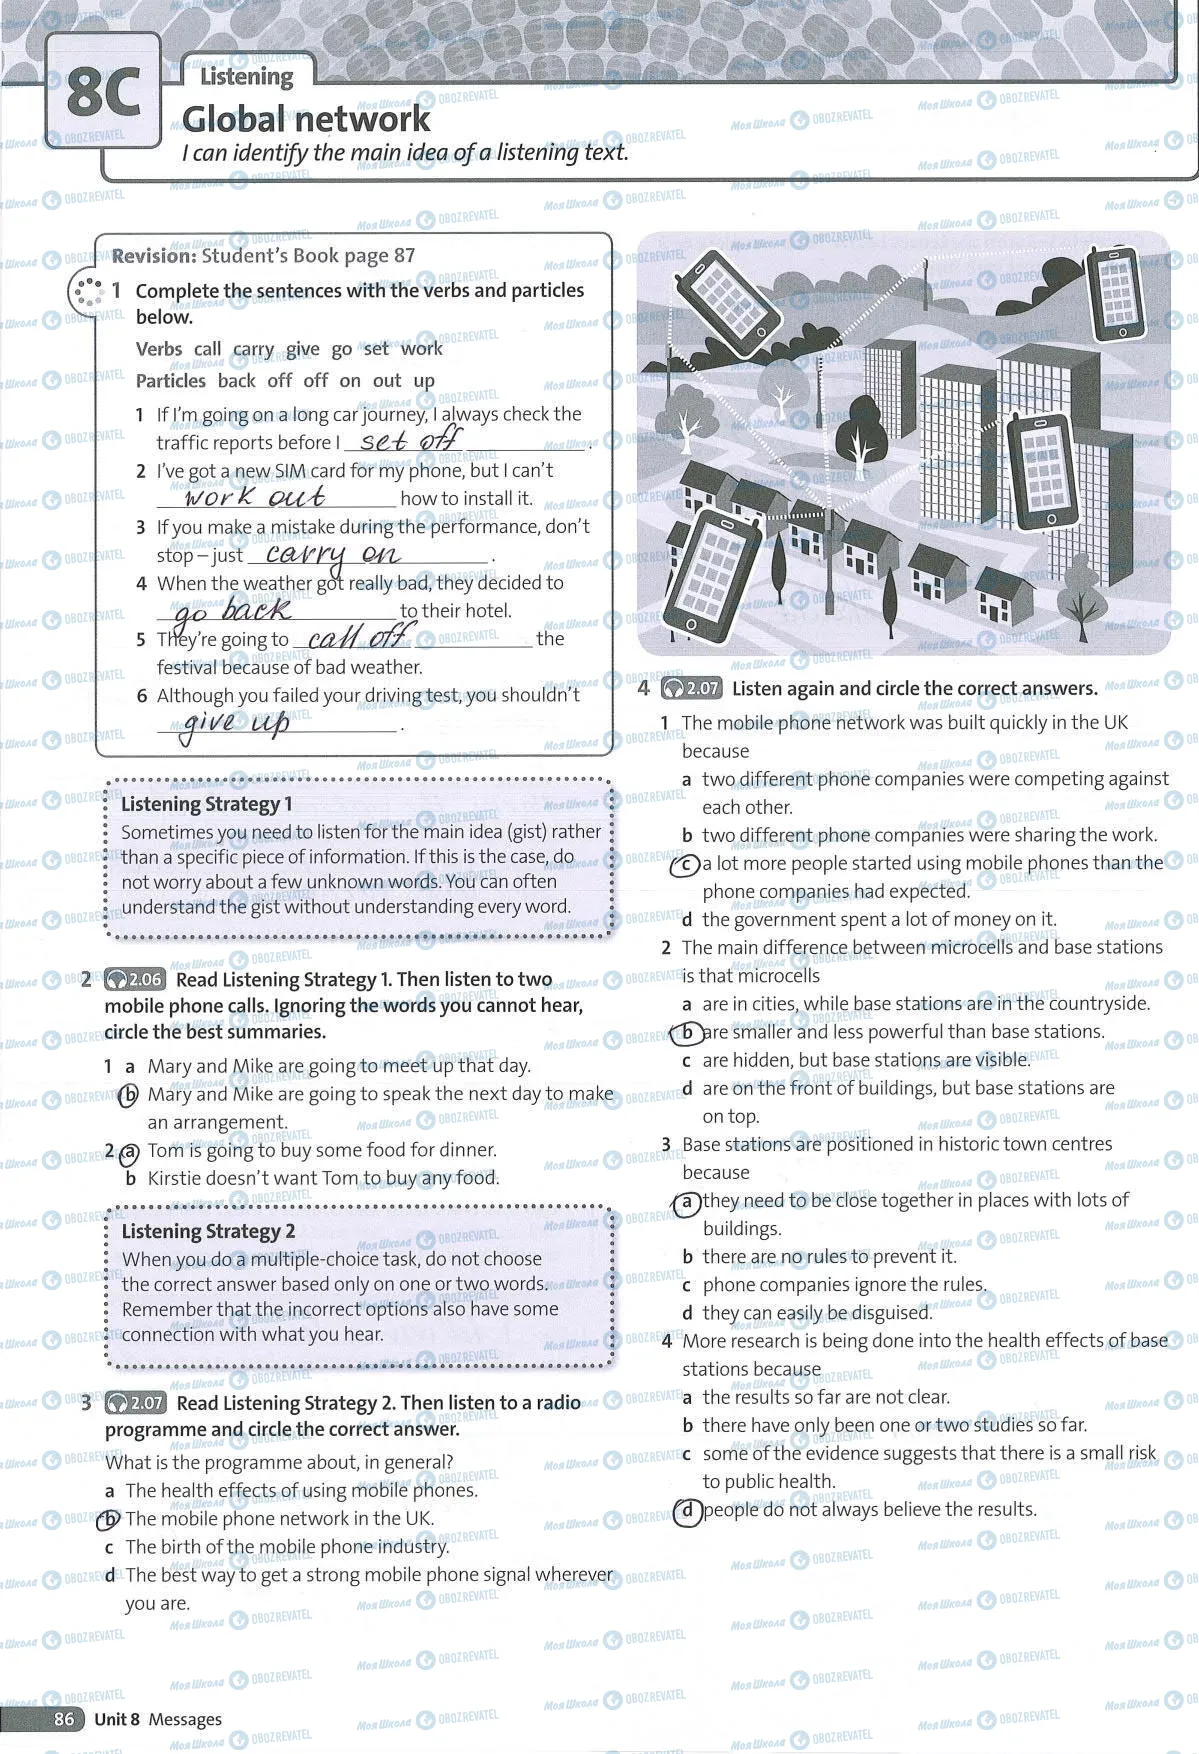 8C
Listening
Global network
I can identify the main idea of a listening text.
Revision: Student's Book page 87
1 Complete the sentences with the verbs and particles
below.
Verbs call carry give go set work
Particles back off off on out up
1 If I'm going on a long car journey, I always check the
traffic reports before I set off .
2 I've got a new SIM card for my phone, but I can't
work out how to install it.
3 If you make a mistake during the performance, don't
stop – just carry on .
4 When the weather got really bad, they decided to
go back to their hotel.
5 They're going to call off the
festival because of bad weather.
6 Although you failed your driving test, you shouldn't
give up .
Listening Strategy 1
Sometimes you need to listen for the main idea (gist) rather
than a specific piece of information. If this is the case, do
not worry about a few unknown words. You can often
understand the gist without understanding every word.
2 2.06 Read Listening Strategy 1. Then listen to two
mobile phone calls. Ignoring the words you cannot hear,
circle the best summaries.
1 a Mary and Mike are going to meet up that day.
b Mary and Mike are going to speak the next day to make
an arrangement.
2 a Tom is going to buy some food for dinner.
b Kirstie doesn't want Tom to buy any food.
Listening Strategy 2
When you do a multiple-choice task, do not choose
the correct answer based only on one or two words.
Remember that the incorrect options also have some
connection with what you hear.
3 2.07 Read Listening Strategy 2. Then listen to a radio
programme and circle the correct answer.
What is the programme about, in general?
a The health effects of using mobile phones.
b The mobile phone network in the UK.
c The birth of the mobile phone industry.
d The best way to get a strong mobile phone signal wherever
you are.
4 2.07 Listen again and circle the correct answers.
1 The mobile phone network was built quickly in the UK
because
a two different phone companies were competing against
each other.
b two different phone companies were sharing the work.
c a lot more people started using mobile phones than the
phone companies had expected.
d the government spent a lot of money on it.
2 The main difference between microcells and base stations
is that microcells
a are in cities, while base stations are in the countryside.
b are smaller and less powerful than base stations.
c are hidden, but base stations are visible.
d are on the front of buildings, but base stations are
on top.
3 Base stations are positioned in historic town centres
because
a they need to be close together in places with lots of
buildings.
b there are no rules to prevent it.
c phone companies ignore the rules.
d they can easily be disguised.
4 More research is being done into the health effects of base
stations because
a the results so far are not clear.
b there have only been one or two studies so far.
c some of the evidence suggests that there is a small risk
to public health.
d people do not always believe the results.
86 Unit 8 Messages
Моя Школа OBOZREVATEL